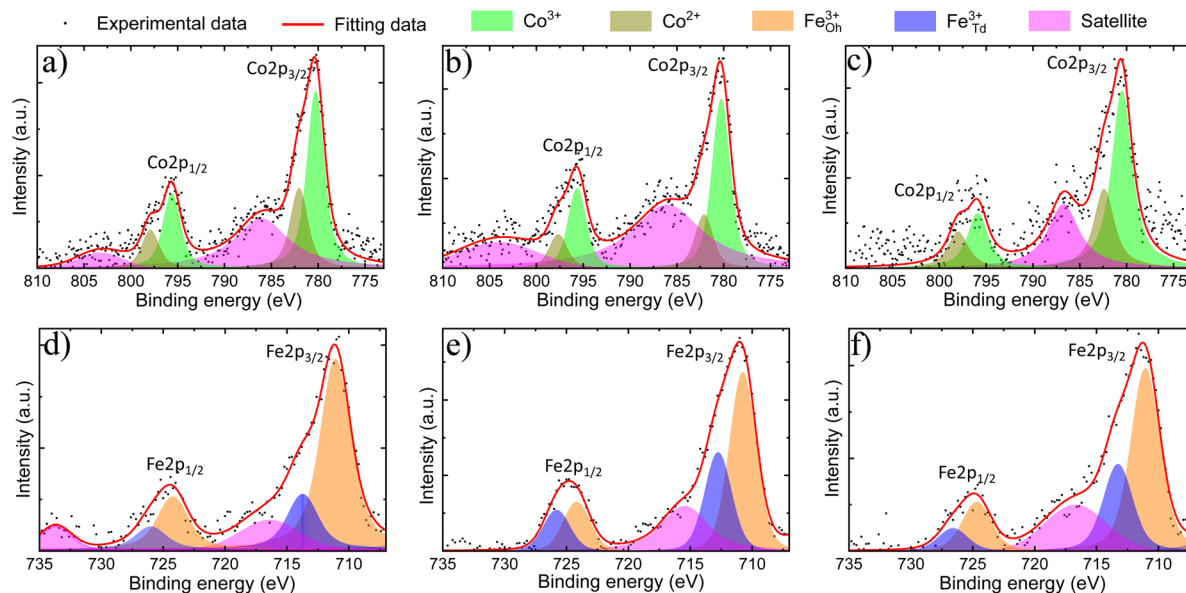 Experimental data Fitting data Co³⁺ Co²⁺ Fe³⁺Oh Fe³⁺Td Satellite
a) Co2p3/2 Co2p1/2
Intensity (a.u.)
810 805 800 795 790 785 780 775
Binding energy (eV)
b) Co2p3/2 Co2p1/2
Intensity (a.u.)
810 805 800 795 790 785 780 775
Binding energy (eV)
c) Co2p3/2 Co2p1/2
Intensity (a.u.)
810 805 800 795 790 785 780 775
Binding energy (eV)
d) Fe2p3/2 Fe2p1/2
Intensity (a.u.)
735 730 725 720 715 710
Binding energy (eV)
e) Fe2p3/2 Fe2p1/2
Intensity (a.u.)
735 730 725 720 715 710
Binding energy (eV)
f) Fe2p3/2 Fe2p1/2
Intensity (a.u.)
735 730 725 720 715 710
Binding energy (eV)